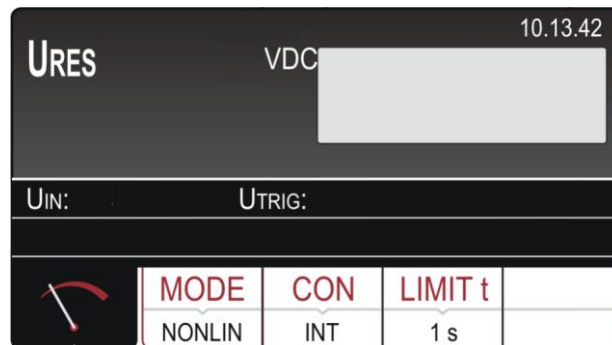 10.13.42
URES VDC
UIN: UTRIG:
MODE CON LIMIT t
NONLIN INT 1 s